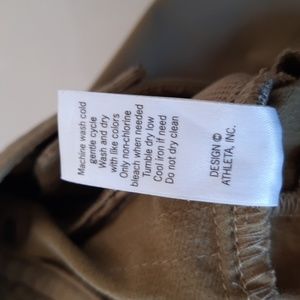 Machine wash cold
gentle cycle
Wash and dry
with like colors
Only non-chlorine
bleach when needed
Tumble dry low
Cool iron if need
Do not dry clean
DESIGN ©
ATHLETA, INC.